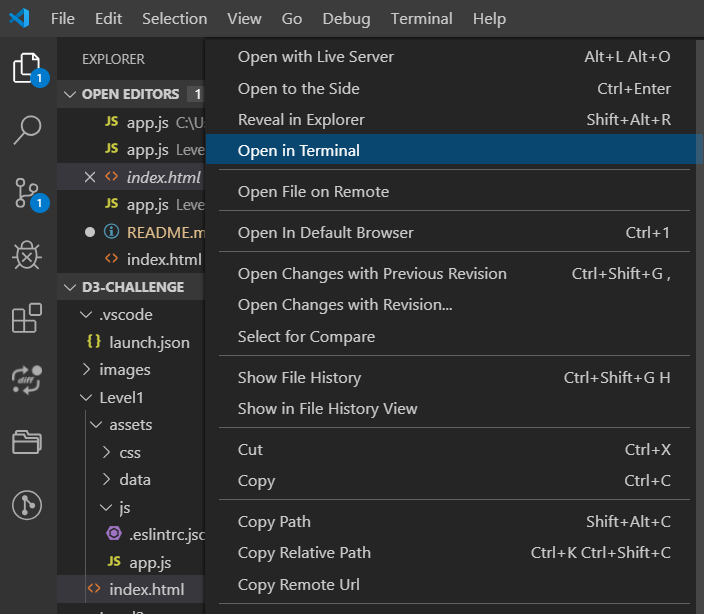 File Edit Selection View Go Debug Terminal Help
EXPLORER
OPEN EDITORS 1
JS app.js C:\U
JS app.js Leve
index.html
JS app.js Leve
README.m
index.html
D3-CHALLENGE
.vscode
{} launch.json
images
Level1
assets
css
data
js
.eslintrc.jsc
JS app.js
index.html
1
1
diff
Open with Live Server Alt+L Alt+O
Open to the Side Ctrl+Enter
Reveal in Explorer Shift+Alt+R
Open in Terminal
Open File on Remote
Open In Default Browser Ctrl+1
Open Changes with Previous Revision Ctrl+Shift+G ,
Open Changes with Revision...
Select for Compare
Show File History Ctrl+Shift+G H
Show in File History View
Cut Ctrl+X
Copy Ctrl+C
Copy Path Shift+Alt+C
Copy Relative Path Ctrl+K Ctrl+Shift+C
Copy Remote Url